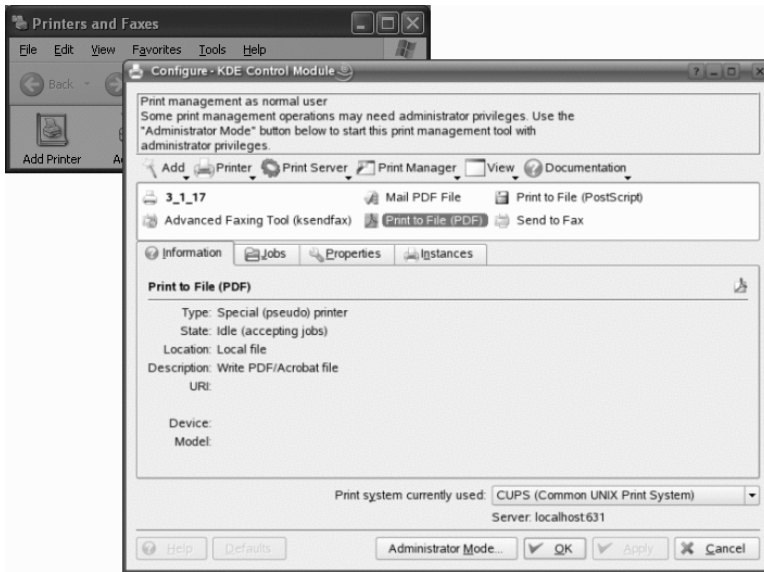 Printers and Faxes
File Edit View Favorites Tools Help
Back
Add Printer
Configure - KDE Control Module
Print management as normal user
Some print management operations may need administrator privileges. Use the
"Administrator Mode" button below to start this print management tool with
administrator privileges.
Add Printer Print Server Print Manager View Documentation
3_1_17 Mail PDF File Print to File (PostScript)
Advanced Faxing Tool (ksendfax) Print to File (PDF) Send to Fax
Information Jobs Properties Instances
Print to File (PDF)
Type: Special (pseudo) printer
State: Idle (accepting jobs)
Location: Local file
Description: Write PDF/Acrobat file
URI:
Device:
Model:
Print system currently used: CUPS (Common UNIX Print System)
Server: localhost:631
Help Defaults Administrator Mode... OK Apply Cancel